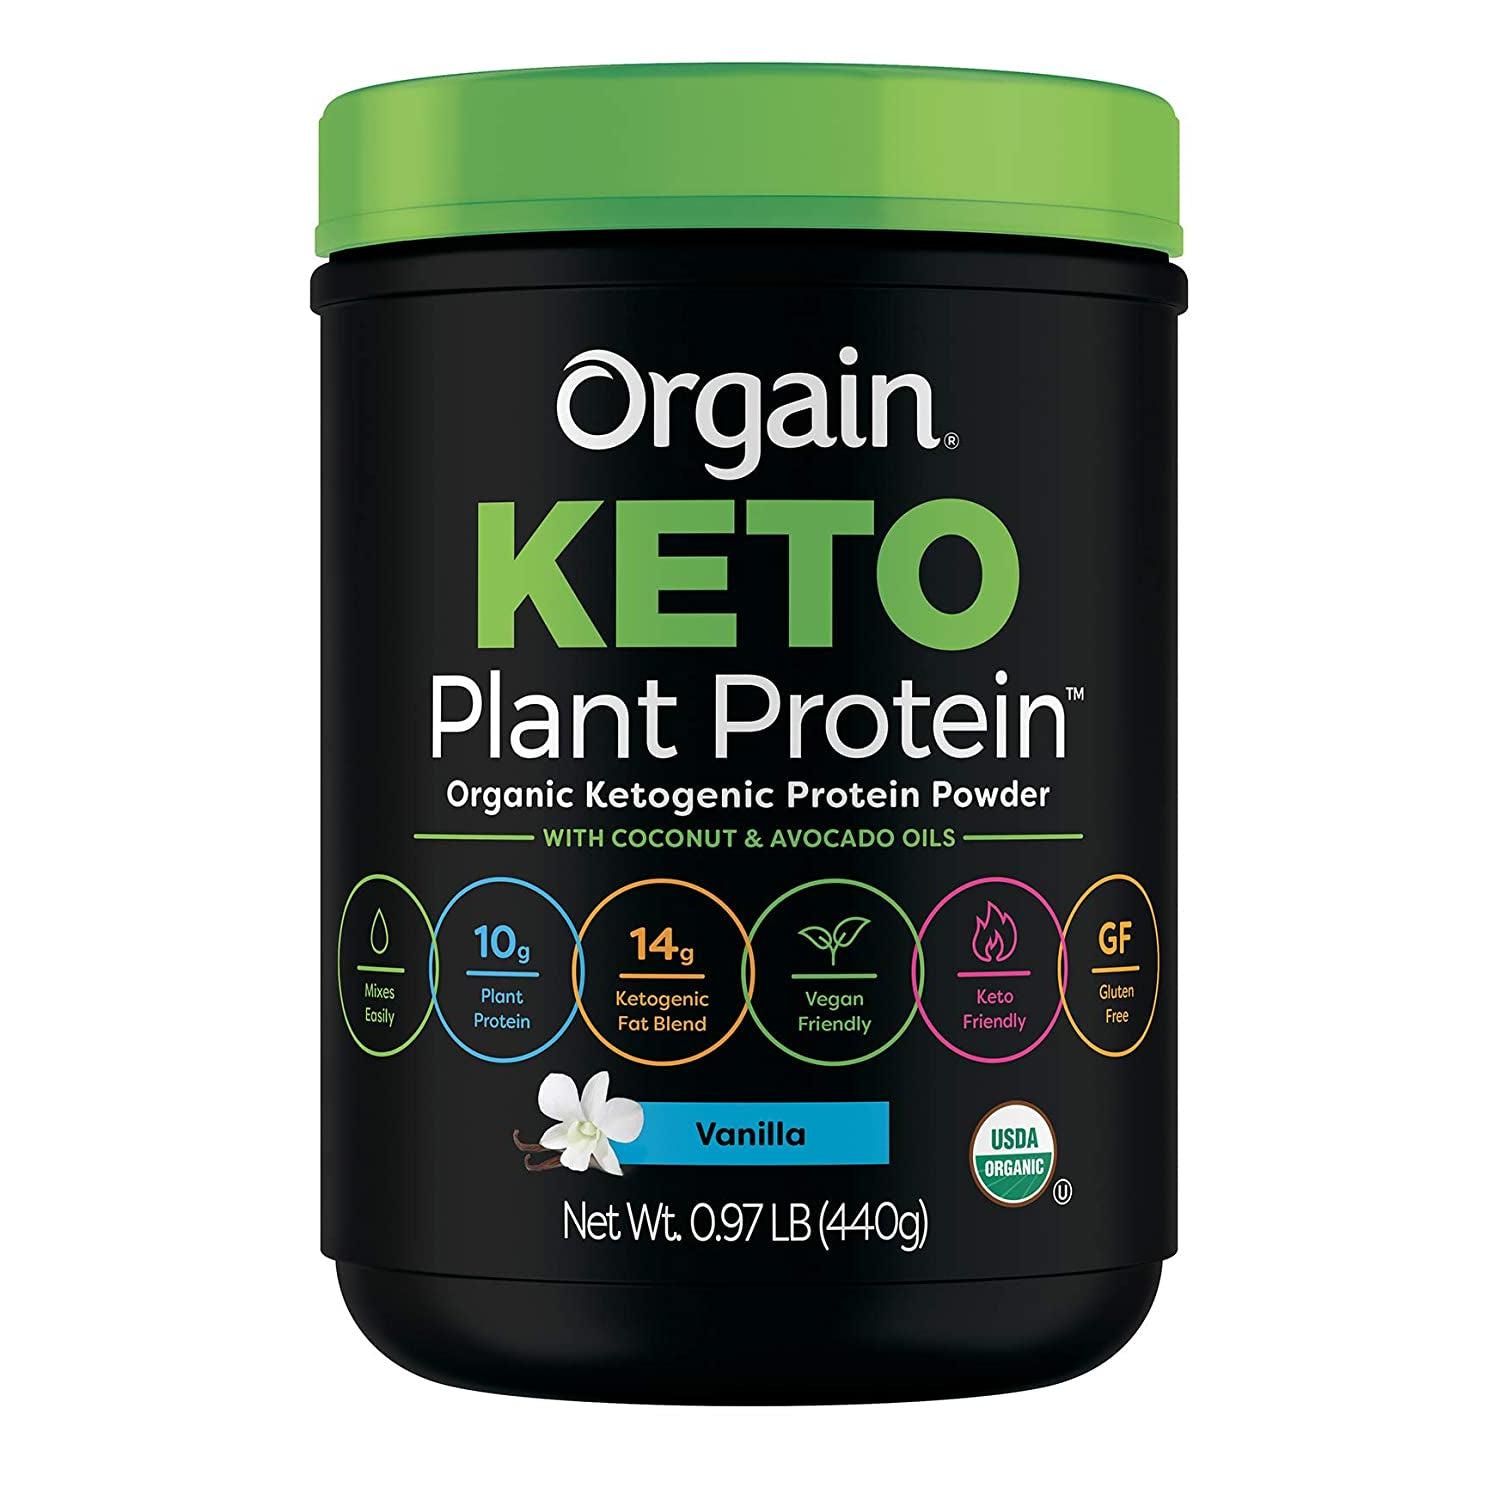 Orgain®
KETO
Plant Protein™
Organic Ketogenic Protein Powder
WITH COCONUT & AVOCADO OILS
Mixes
Easily
10g
Plant
Protein
14g
Ketogenic
Fat Blend
Vegan
Friendly
Keto
Friendly
GF
Gluten
Free
Vanilla
USDA
ORGANIC
U
Net Wt. 0.97 LB (440g)